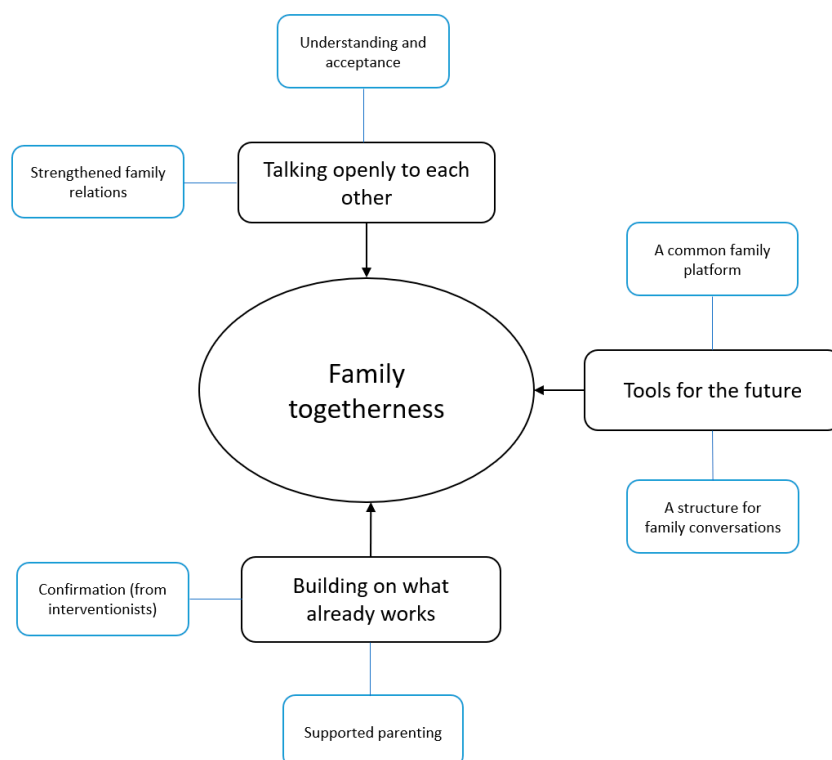 Understanding and
acceptance
Strengthened family
relations
Talking openly to each
other
A common family
platform
Family
togetherness
Tools for the future
A structure for
family conversations
Confirmation (from
interventionists)
Building on what
already works
Supported parenting